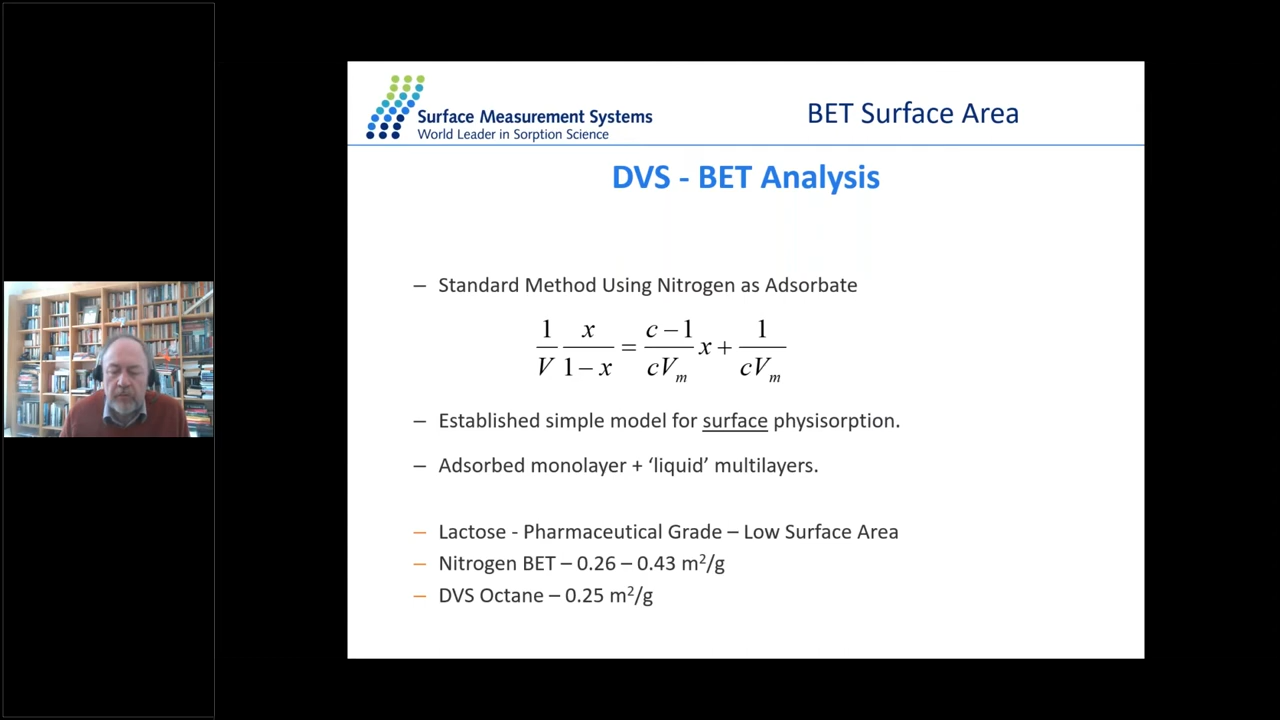 Surface Measurement Systems
World Leader in Sorption Science
BET Surface Area
DVS - BET Analysis
– Standard Method Using Nitrogen as Adsorbate
1/V x/(1−x) = (c−1)/(cVₘ) x + 1/(cVₘ)
– Established simple model for surface physisorption.
– Adsorbed monolayer + ‘liquid’ multilayers.
– Lactose - Pharmaceutical Grade – Low Surface Area
– Nitrogen BET – 0.26 – 0.43 m²/g
– DVS Octane – 0.25 m²/g